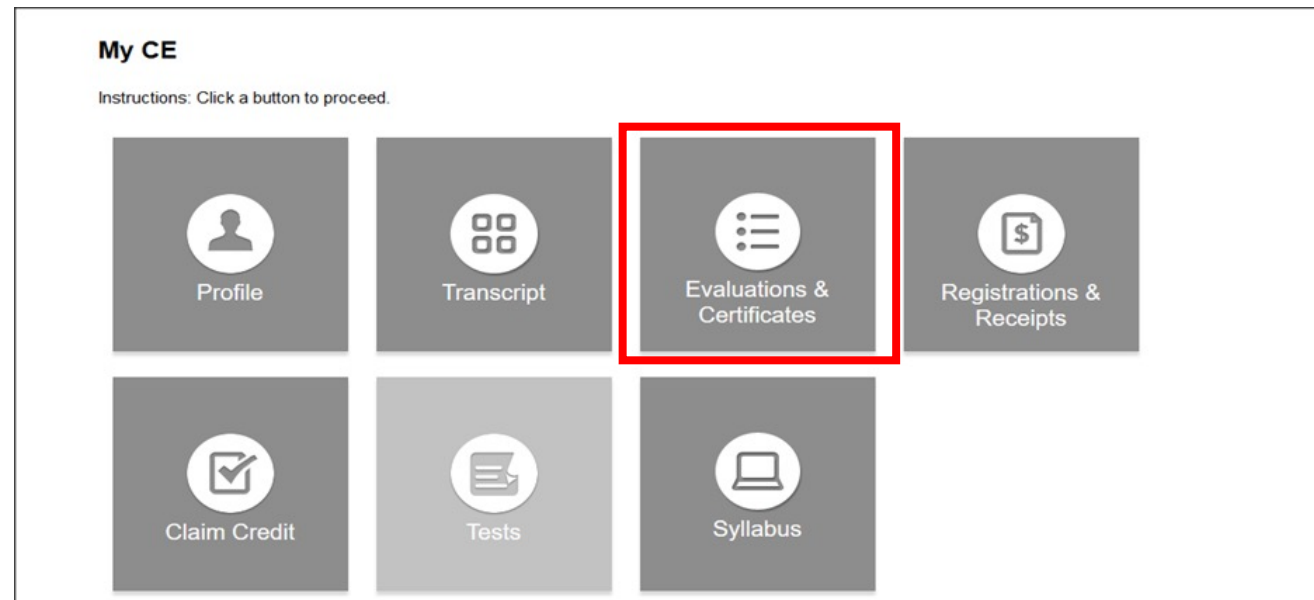 My CE
Instructions: Click a button to proceed.
Profile
Transcript
Evaluations &
Certificates
$
Registrations &
Receipts
Claim Credit
Tests
Syllabus